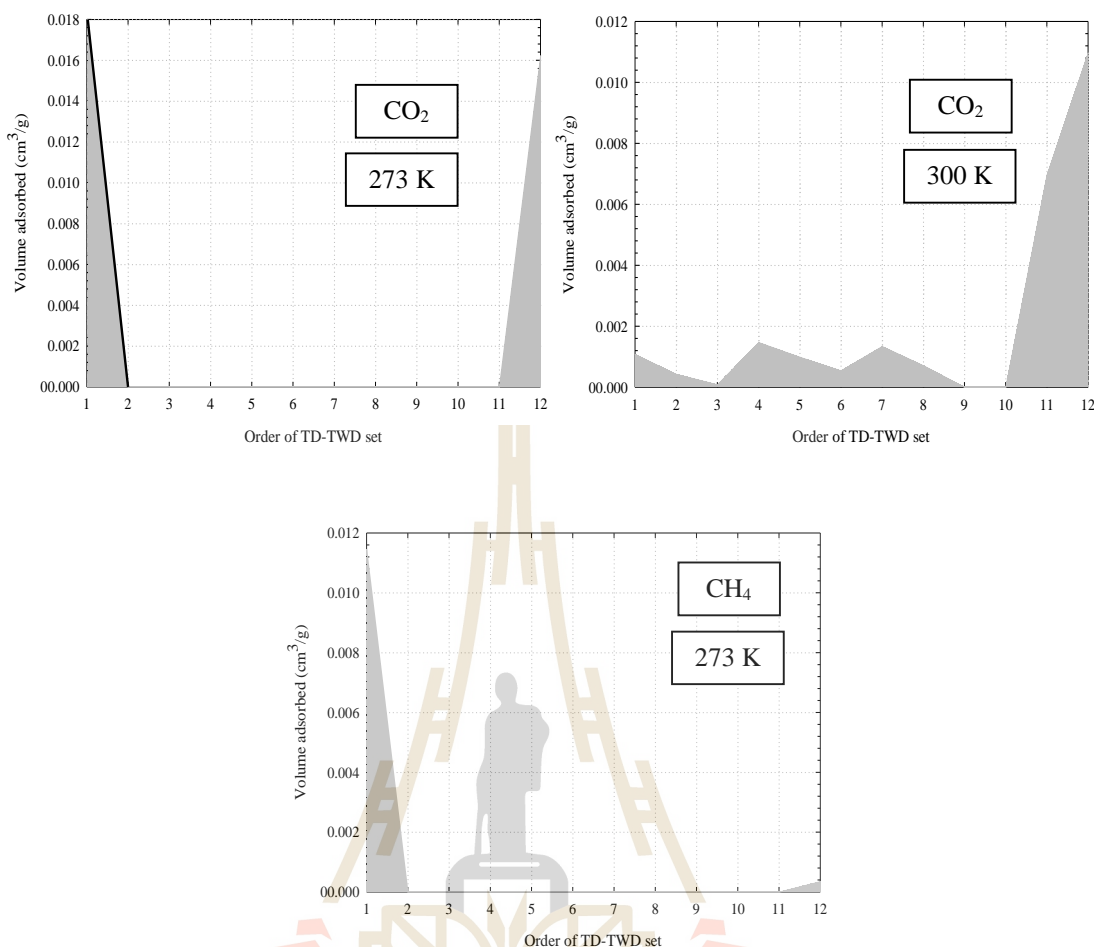 0.018
0.016
0.014
0.012
0.010
0.008
0.006
0.004
0.002
00.000
Volume adsorbed (cm³/g)
CO₂
273 K
1 2 3 4 5 6 7 8 9 10 11 12
Order of TD-TWD set
0.012
0.010
0.008
0.006
0.004
0.002
00.000
Volume adsorbed (cm³/g)
CO₂
300 K
1 2 3 4 5 6 7 8 9 10 11 12
Order of TD-TWD set
0.012
0.010
0.008
0.006
0.004
0.002
00.000
Volume adsorbed (cm³/g)
CH₄
273 K
1 2 3 4 5 6 7 8 9 10 11 12
Order of TD-TWD set